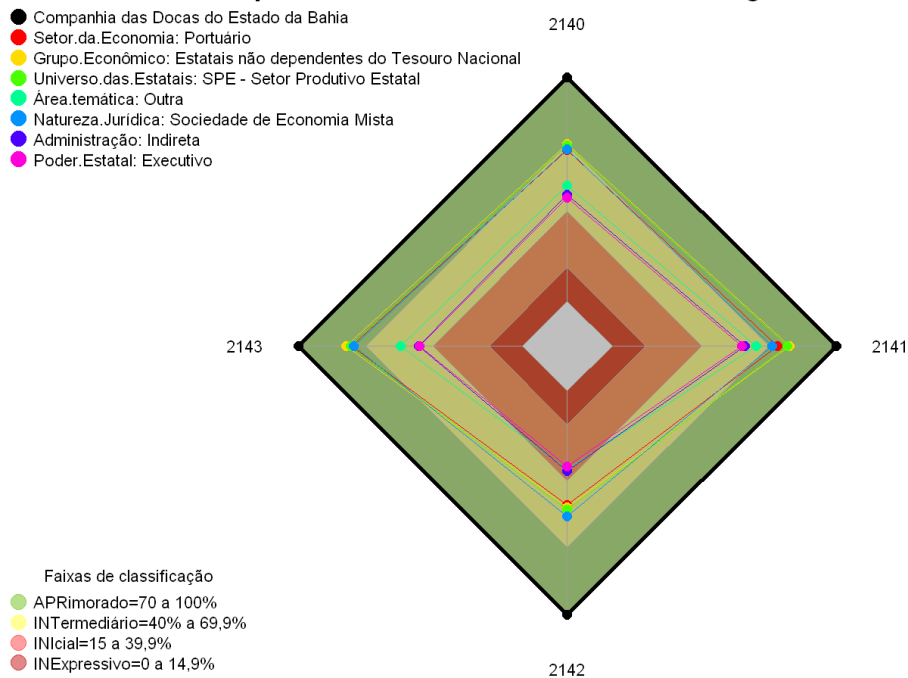 Companhia das Docas do Estado da Bahia
Setor.da.Economia: Portuário
Grupo.Econômico: Estatais não dependentes do Tesouro Nacional
Universo.das.Estatais: SPE - Setor Produtivo Estatal
Área.temática: Outra
Natureza.Jurídica: Sociedade de Economia Mista
Administração: Indireta
Poder.Estatal: Executivo
2140
2143
2141
2142
Faixas de classificação
APRimorado=70 a 100%
INTermediário=40% a 69,9%
INIcial=15 a 39,9%
INExpressivo=0 a 14,9%